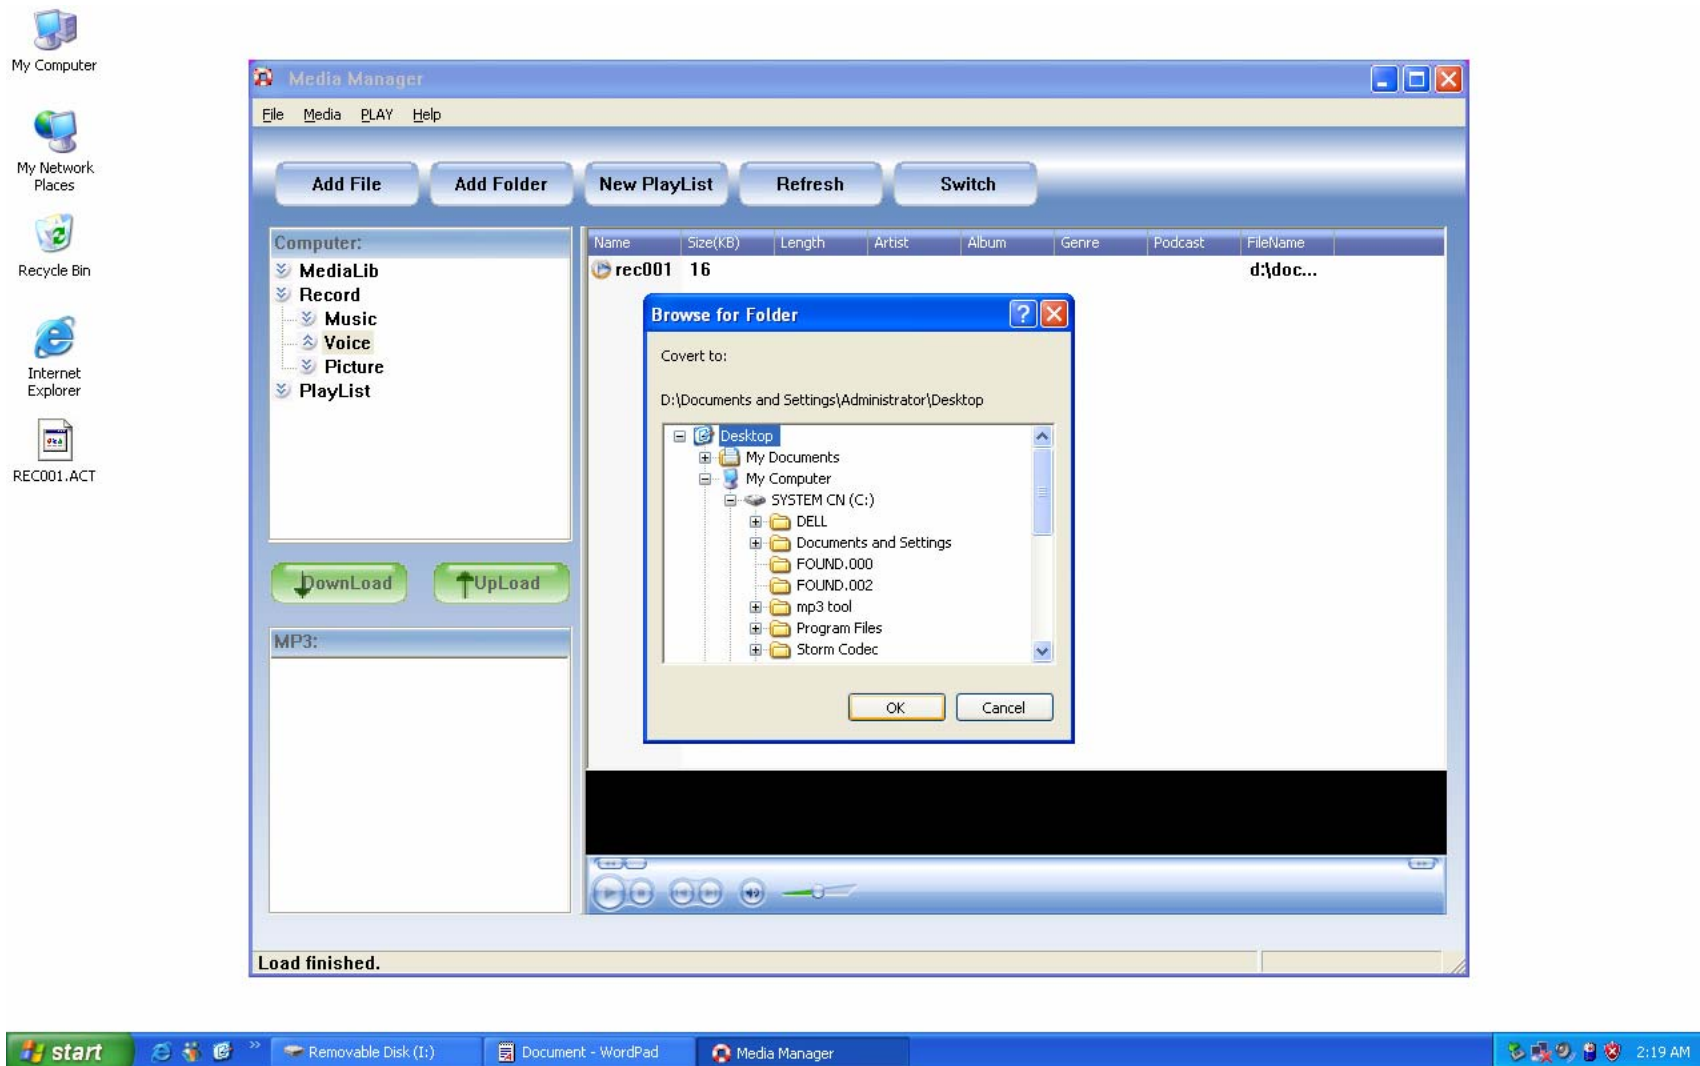 My Computer
My Network
Places
Recycle Bin
Internet
Explorer
REC001.ACT
Media Manager
File Media PLAY Help
Add File Add Folder New PlayList Refresh Switch
Computer:
MediaLib
Record
Music
Voice
Picture
PlayList
DownLoad UpLoad
MP3:
Name Size(KB) Length Artist Album Genre Podcast FileName
rec001 16 d:\doc...
Browse for Folder
Covert to:
D:\Documents and Settings\Administrator\Desktop
Desktop
My Documents
My Computer
SYSTEM CN (C:)
DELL
Documents and Settings
FOUND.000
FOUND.002
mp3 tool
Program Files
Storm Codec
OK Cancel
Load finished.
start Removable Disk (I:) Document - WordPad Media Manager 2:19 AM